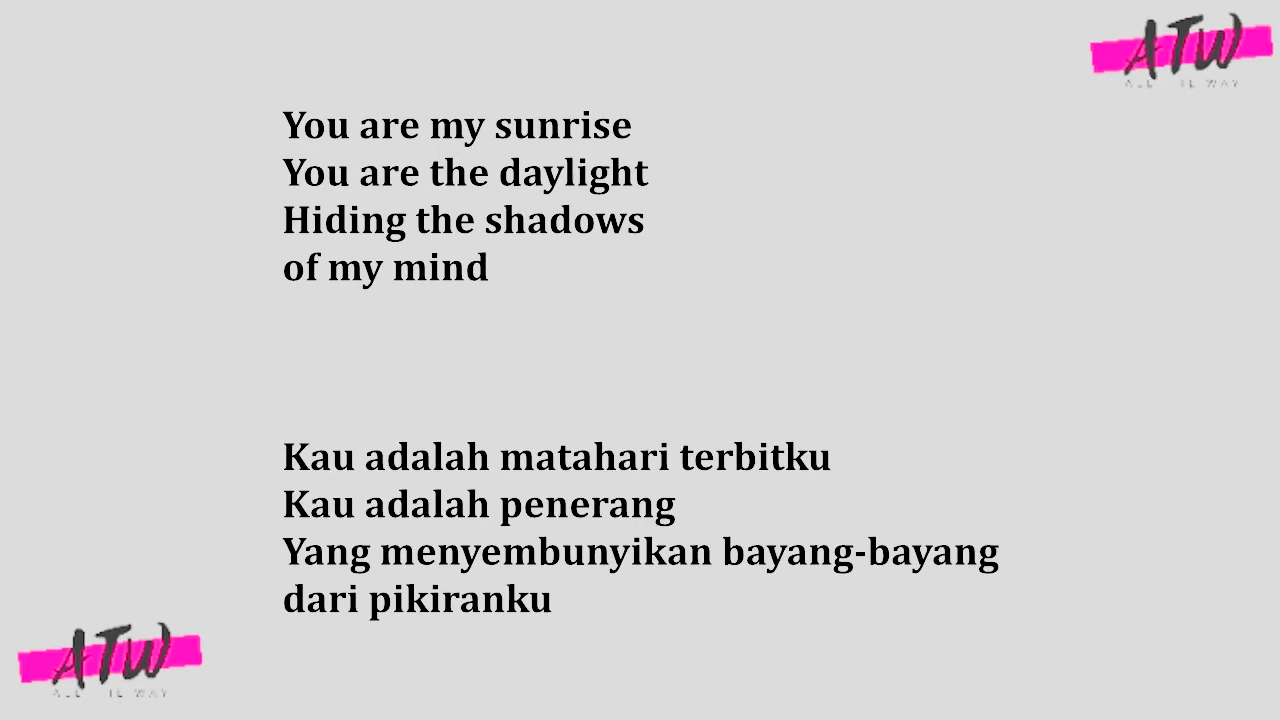 ATW
You are my sunrise
You are the daylight
Hiding the shadows
of my mind
Kau adalah matahari terbitku
Kau adalah penerang
Yang menyembunyikan bayang-bayang
dari pikiranku
ATW